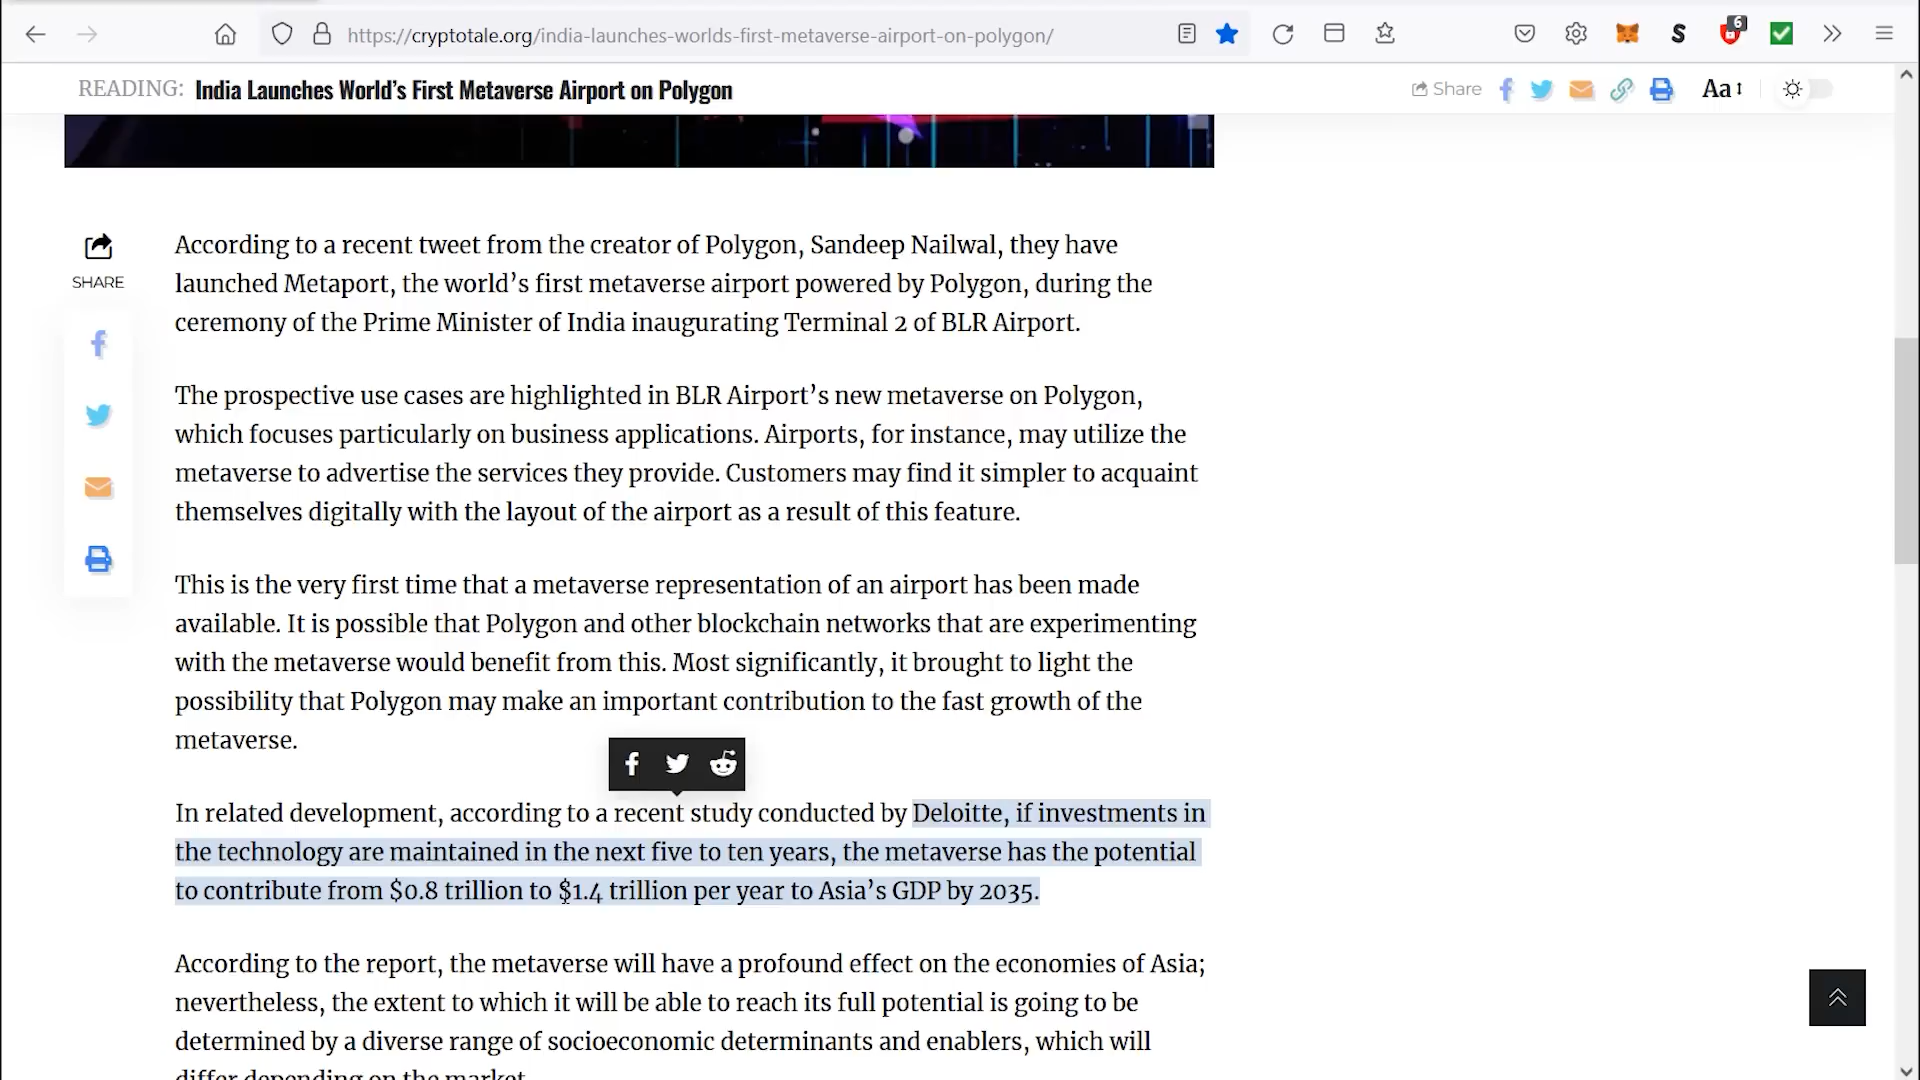 https://cryptotale.org/india-launches-worlds-first-metaverse-airport-on-polygon/
6
READING: India Launches World’s First Metaverse Airport on Polygon
Share
Aa
SHARE
According to a recent tweet from the creator of Polygon, Sandeep Nailwal, they have
launched Metaport, the world’s first metaverse airport powered by Polygon, during the
ceremony of the Prime Minister of India inaugurating Terminal 2 of BLR Airport.
The prospective use cases are highlighted in BLR Airport’s new metaverse on Polygon,
which focuses particularly on business applications. Airports, for instance, may utilize the
metaverse to advertise the services they provide. Customers may find it simpler to acquaint
themselves digitally with the layout of the airport as a result of this feature.
This is the very first time that a metaverse representation of an airport has been made
available. It is possible that Polygon and other blockchain networks that are experimenting
with the metaverse would benefit from this. Most significantly, it brought to light the
possibility that Polygon may make an important contribution to the fast growth of the
metaverse.
In related development, according to a recent study conducted by Deloitte, if investments in
the technology are maintained in the next five to ten years, the metaverse has the potential
to contribute from $0.8 trillion to $1.4 trillion per year to Asia’s GDP by 2035.
According to the report, the metaverse will have a profound effect on the economies of Asia;
nevertheless, the extent to which it will be able to reach its full potential is going to be
determined by a diverse range of socioeconomic determinants and enablers, which will
differ depending on the market.